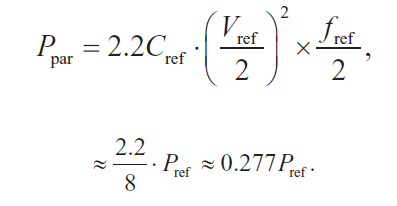 P_par = 2.2C_ref · (V_ref/2)^2 × f_ref/2,
≈ 2.2/8 · P_ref ≈ 0.277P_ref.